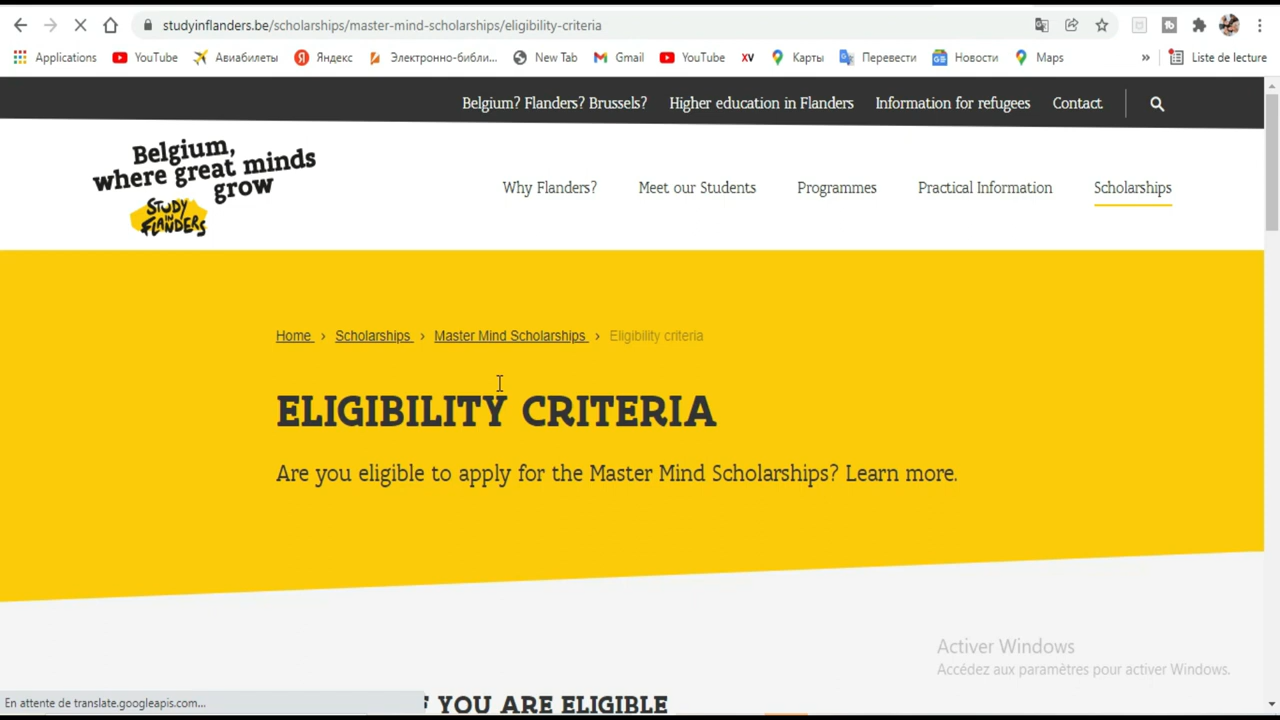 studyinflanders.be/scholarships/master-mind-scholarships/eligibility-criteria
Applications YouTube Авиабилеты Яндекс Электронно-библи... New Tab Gmail YouTube XV Карты Перевести Новости Maps » Liste de lecture
Belgium? Flanders? Brussels? Higher education in Flanders Information for refugees Contact
Belgium,
where great minds
grow
STUDY
IN
FLANDERS
Why Flanders? Meet our Students Programmes Practical Information Scholarships
Home › Scholarships › Master Mind Scholarships › Eligibility criteria
ELIGIBILITY CRITERIA
Are you eligible to apply for the Master Mind Scholarships? Learn more.
Activer Windows
Accédez aux paramètres pour activer Windows.
En attente de translate.googleapis.com...
YOU ARE ELIGIBLE